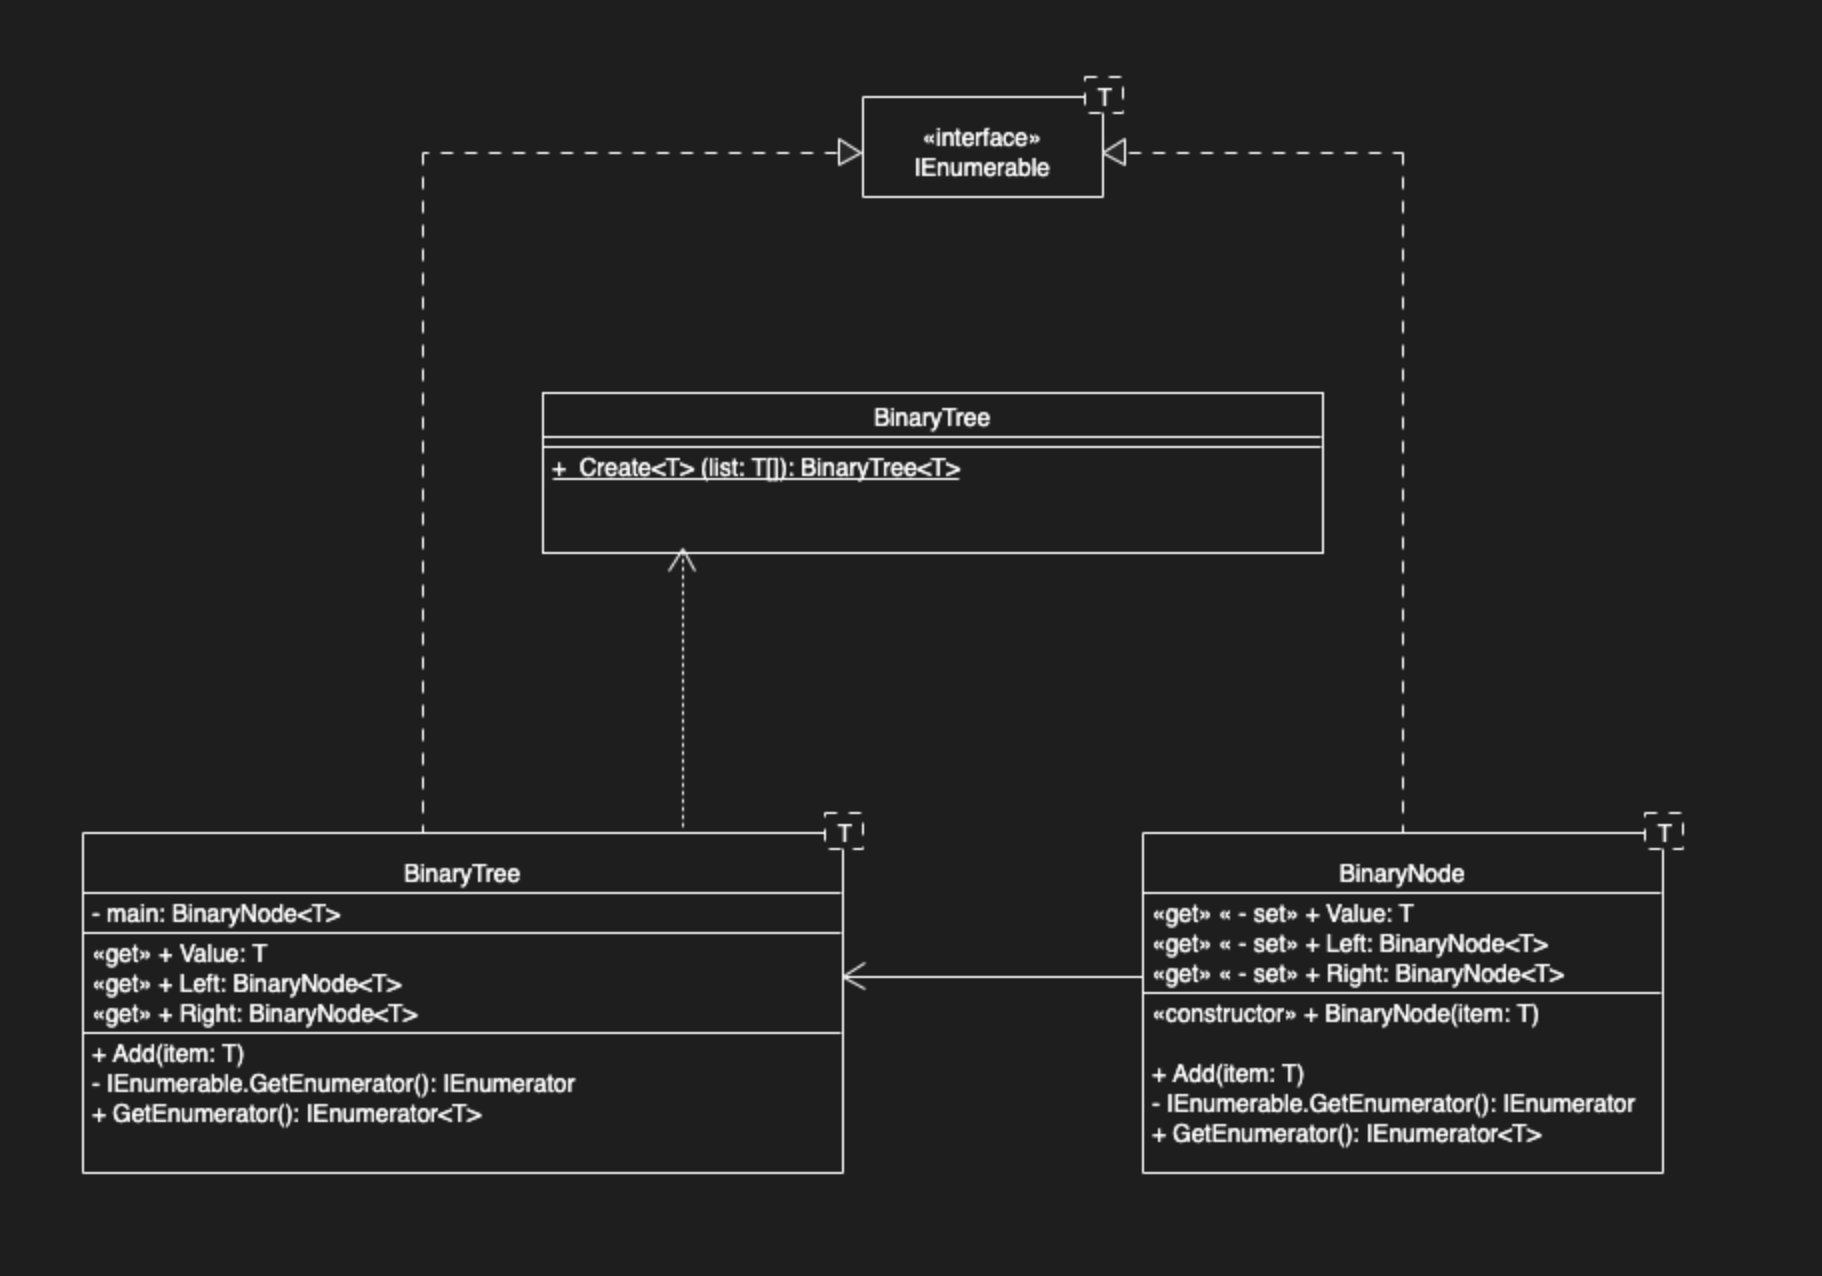 T
«interface»
IEnumerable
BinaryTree
+ Create<T> (list: T[]): BinaryTree<T>
T
BinaryTree
- main: BinaryNode<T>
«get» + Value: T
«get» + Left: BinaryNode<T>
«get» + Right: BinaryNode<T>
+ Add(item: T)
- IEnumerable.GetEnumerator(): IEnumerator
+ GetEnumerator(): IEnumerator<T>
T
BinaryNode
«get» « - set» + Value: T
«get» « - set» + Left: BinaryNode<T>
«get» « - set» + Right: BinaryNode<T>
«constructor» + BinaryNode(item: T)
+ Add(item: T)
- IEnumerable.GetEnumerator(): IEnumerator
+ GetEnumerator(): IEnumerator<T>